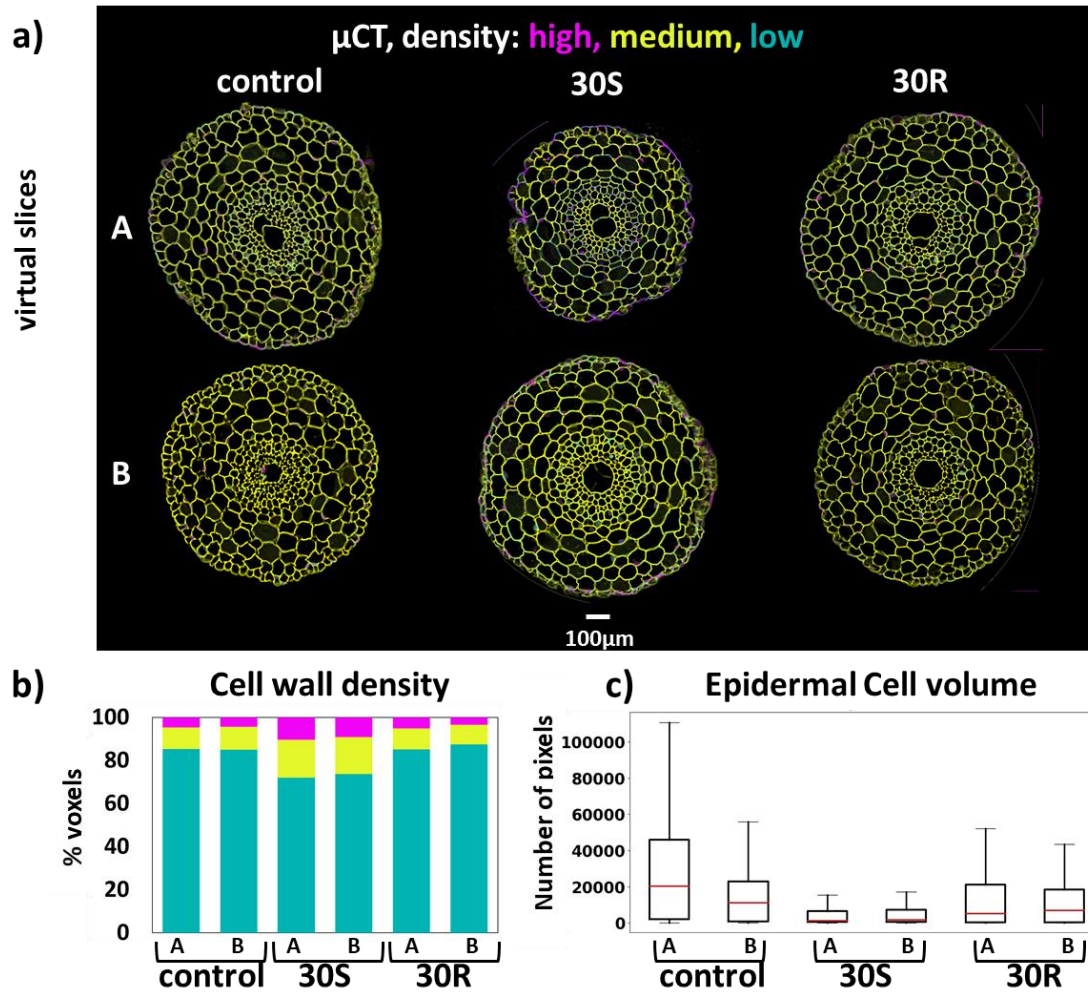 a)
µCT, density: high, medium, low
control 30S 30R
virtual slices
A
B
100µm
b) Cell wall density
% voxels
100
80
60
40
20
0
A B A B A B
control 30S 30R
c) Epidermal Cell volume
Number of pixels
100000
80000
60000
40000
20000
0
A B A B A B
control 30S 30R